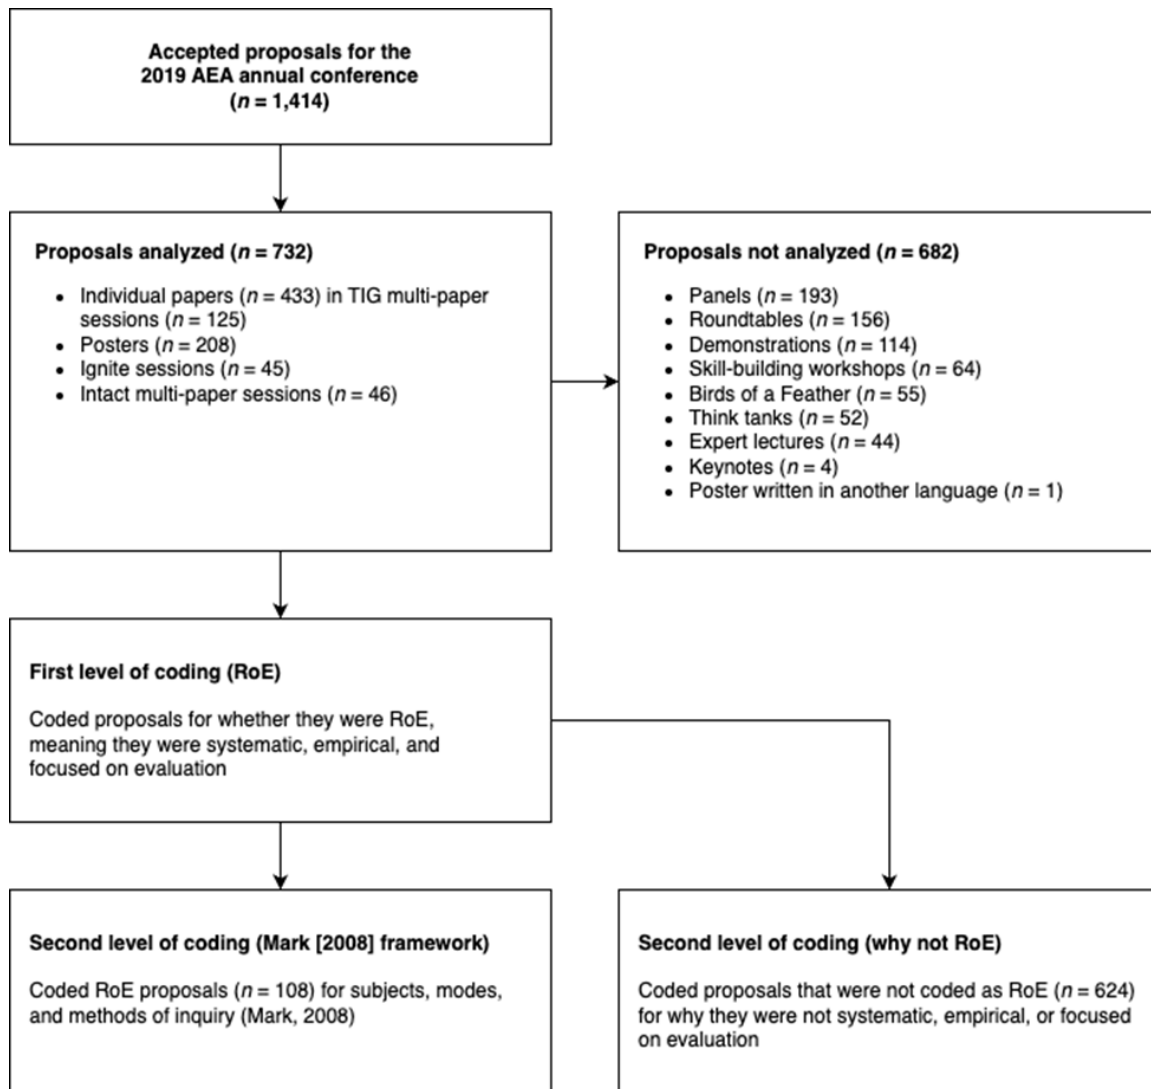 Accepted proposals for the
2019 AEA annual conference
(n = 1,414)
Proposals analyzed (n = 732)
• Individual papers (n = 433) in TIG multi-paper
sessions (n = 125)
• Posters (n = 208)
• Ignite sessions (n = 45)
• Intact multi-paper sessions (n = 46)
Proposals not analyzed (n = 682)
• Panels (n = 193)
• Roundtables (n = 156)
• Demonstrations (n = 114)
• Skill-building workshops (n = 64)
• Birds of a Feather (n = 55)
• Think tanks (n = 52)
• Expert lectures (n = 44)
• Keynotes (n = 4)
• Poster written in another language (n = 1)
First level of coding (RoE)
Coded proposals for whether they were RoE,
meaning they were systematic, empirical, and
focused on evaluation
Second level of coding (Mark [2008] framework)
Coded RoE proposals (n = 108) for subjects, modes,
and methods of inquiry (Mark, 2008)
Second level of coding (why not RoE)
Coded proposals that were not coded as RoE (n = 624)
for why they were not systematic, empirical, or focused
on evaluation